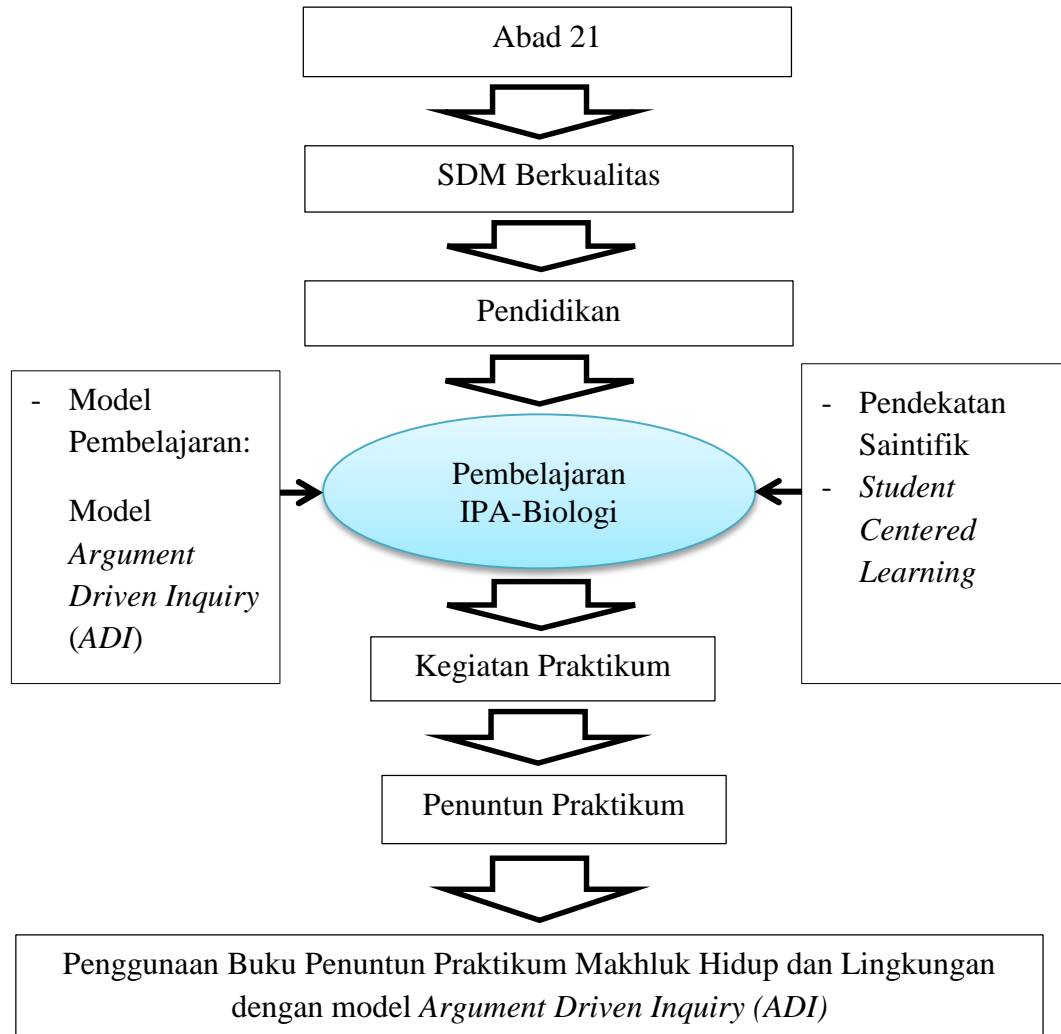 Abad 21
SDM Berkualitas
Pendidikan
- Model
Pembelajaran:
Model
Argument
Driven Inquiry
(ADI)
Pembelajaran
IPA-Biologi
- Pendekatan
Saintifik
- Student
Centered
Learning
Kegiatan Praktikum
Penuntun Praktikum
Penggunaan Buku Penuntun Praktikum Makhluk Hidup dan Lingkungan
dengan model Argument Driven Inquiry (ADI)